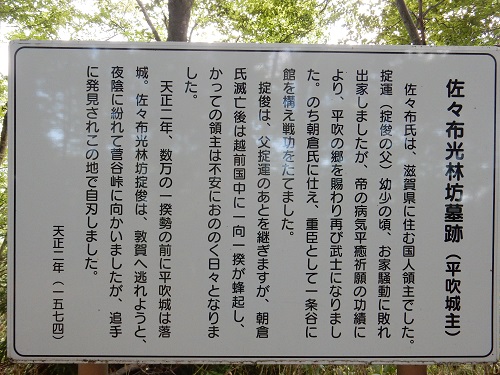 佐々布光林坊墓跡(平吹城主)
佐々布氏は、滋賀県に住む国人領主でした。
掟運(掟俊の父)幼少の頃、お家騒動に敗れ
出家しましたが、帝の病気平癒祈願の功績に
より、平吹の郷を賜わり再び武士になりまし
た。のち朝倉氏に仕え、重臣として一条谷に
館を構え戦功をたてました。
掟俊は、父掟運のあとを継ぎますが、朝倉
氏滅亡後は越前国中に一向一揆が蜂起し、
かつての領主は不安におののく日々となりま
した。
天正二年、数万の一揆勢の前に平吹城は落
城。佐々布光林坊掟俊は、敦賀へ逃れようと、
夜陰に紛れて菅谷峠に向かいましたが、追手
に発見されこの地で自刃しました。
天正二年(一五七四)